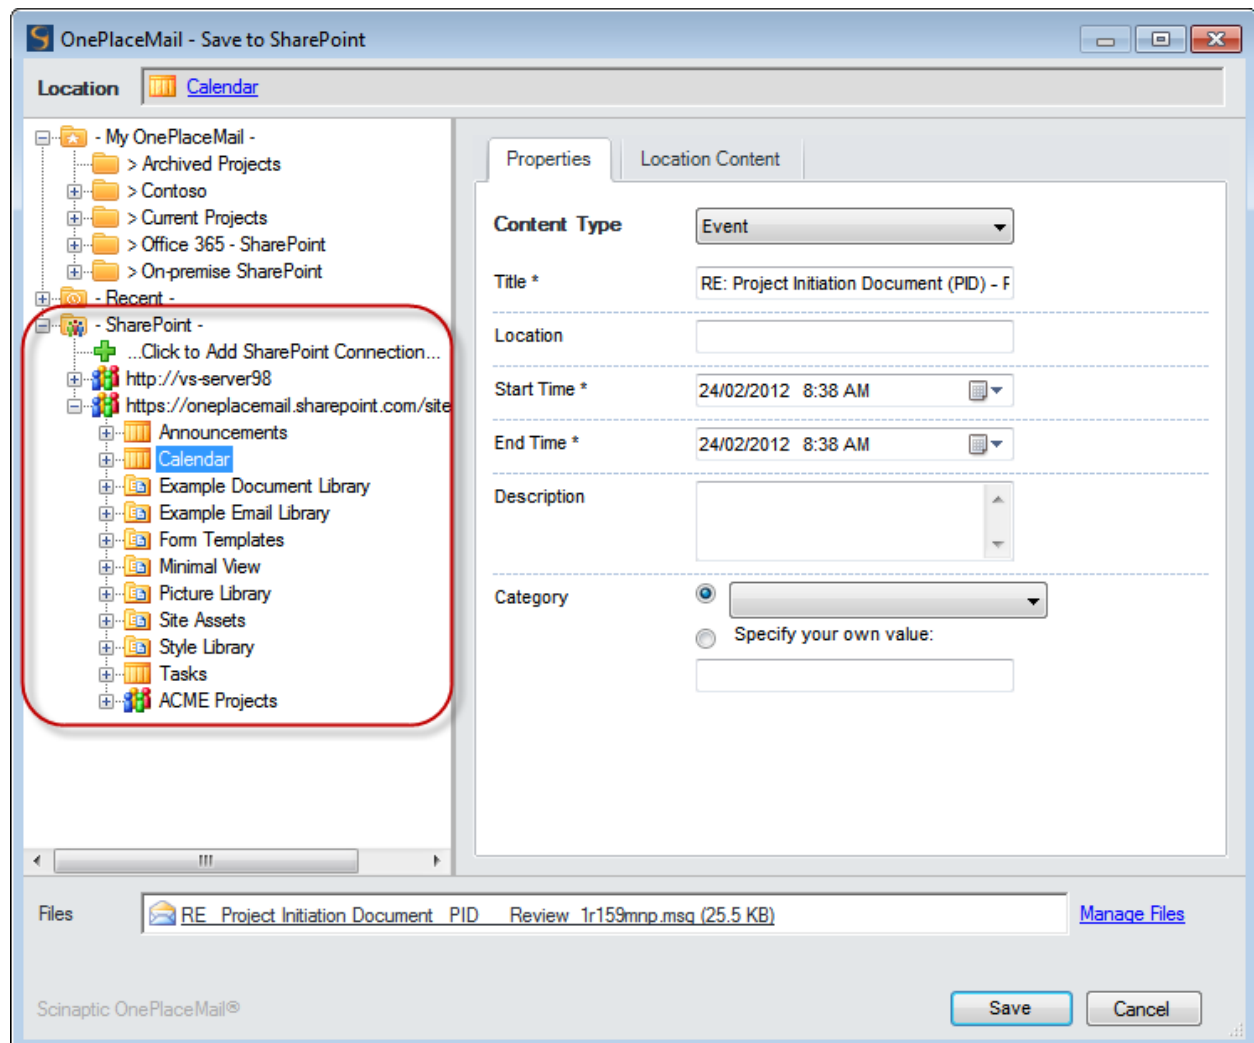 OnePlaceMail - Save to SharePoint
Location Calendar
- My OnePlaceMail -
> Archived Projects
> Contoso
> Current Projects
> Office 365 - SharePoint
> On-premise SharePoint
- Recent -
- SharePoint -
...Click to Add SharePoint Connection...
http://vs-server98
https://oneplacemail.sharepoint.com/site
Announcements
Calendar
Example Document Library
Example Email Library
Form Templates
Minimal View
Picture Library
Site Assets
Style Library
Tasks
ACME Projects
Properties Location Content
Content Type Event
Title * RE: Project Initiation Document (PID) - F
Location
Start Time * 24/02/2012 8:38 AM
End Time * 24/02/2012 8:38 AM
Description
Category
Specify your own value:
Files RE_ Project Initiation Document _PID_ _ Review_1r159mnp.msg (25.5 KB) Manage Files
Scinaptic OnePlaceMail® Save Cancel